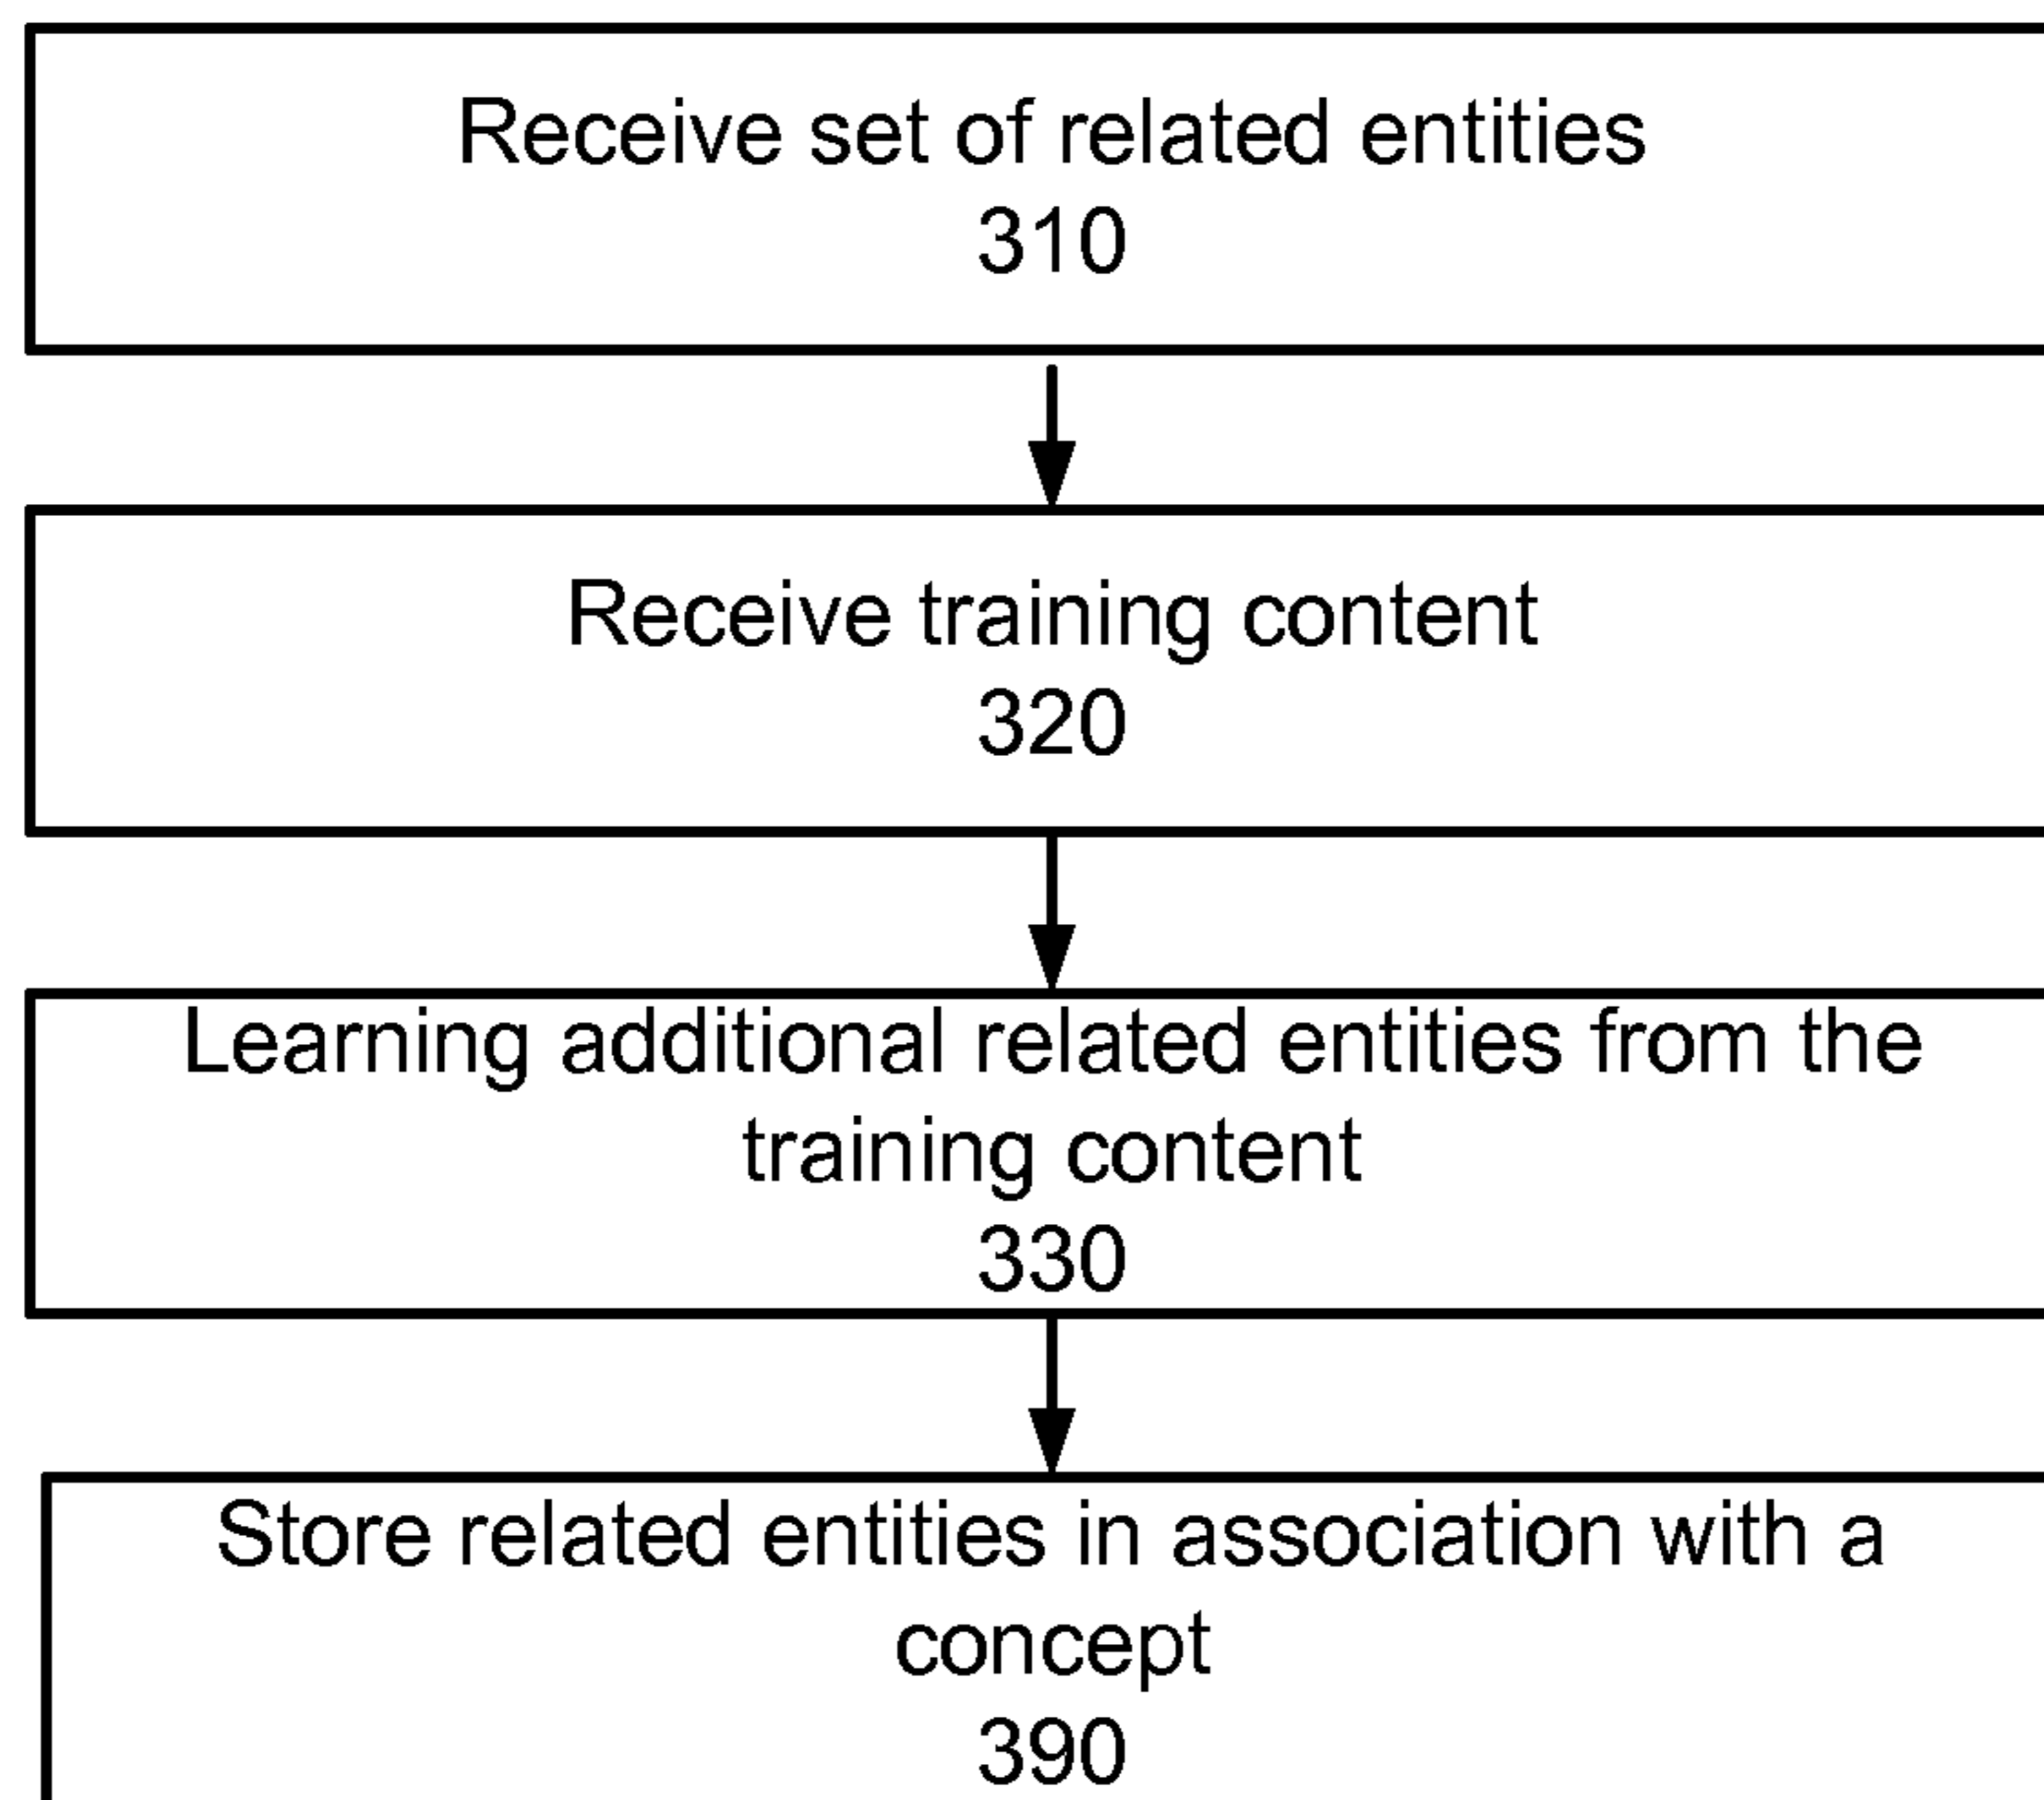 Receive set of related entities
310
Receive training content
320
Learning additional related entities from the
training content
330
Store related entities in association with a
concept
390